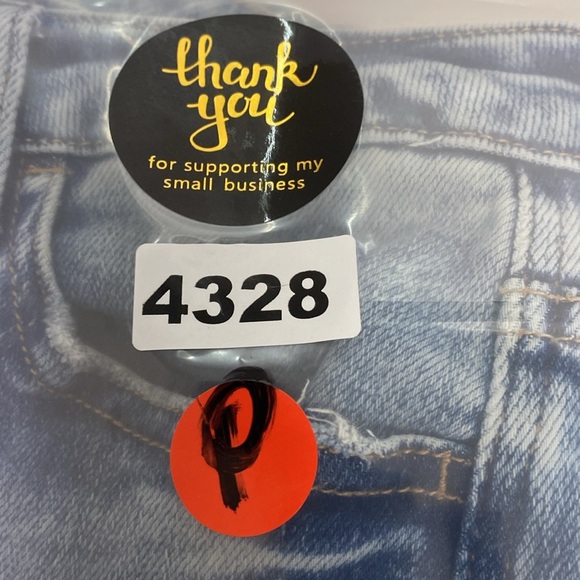 thank
you
for supporting my
small business
4328